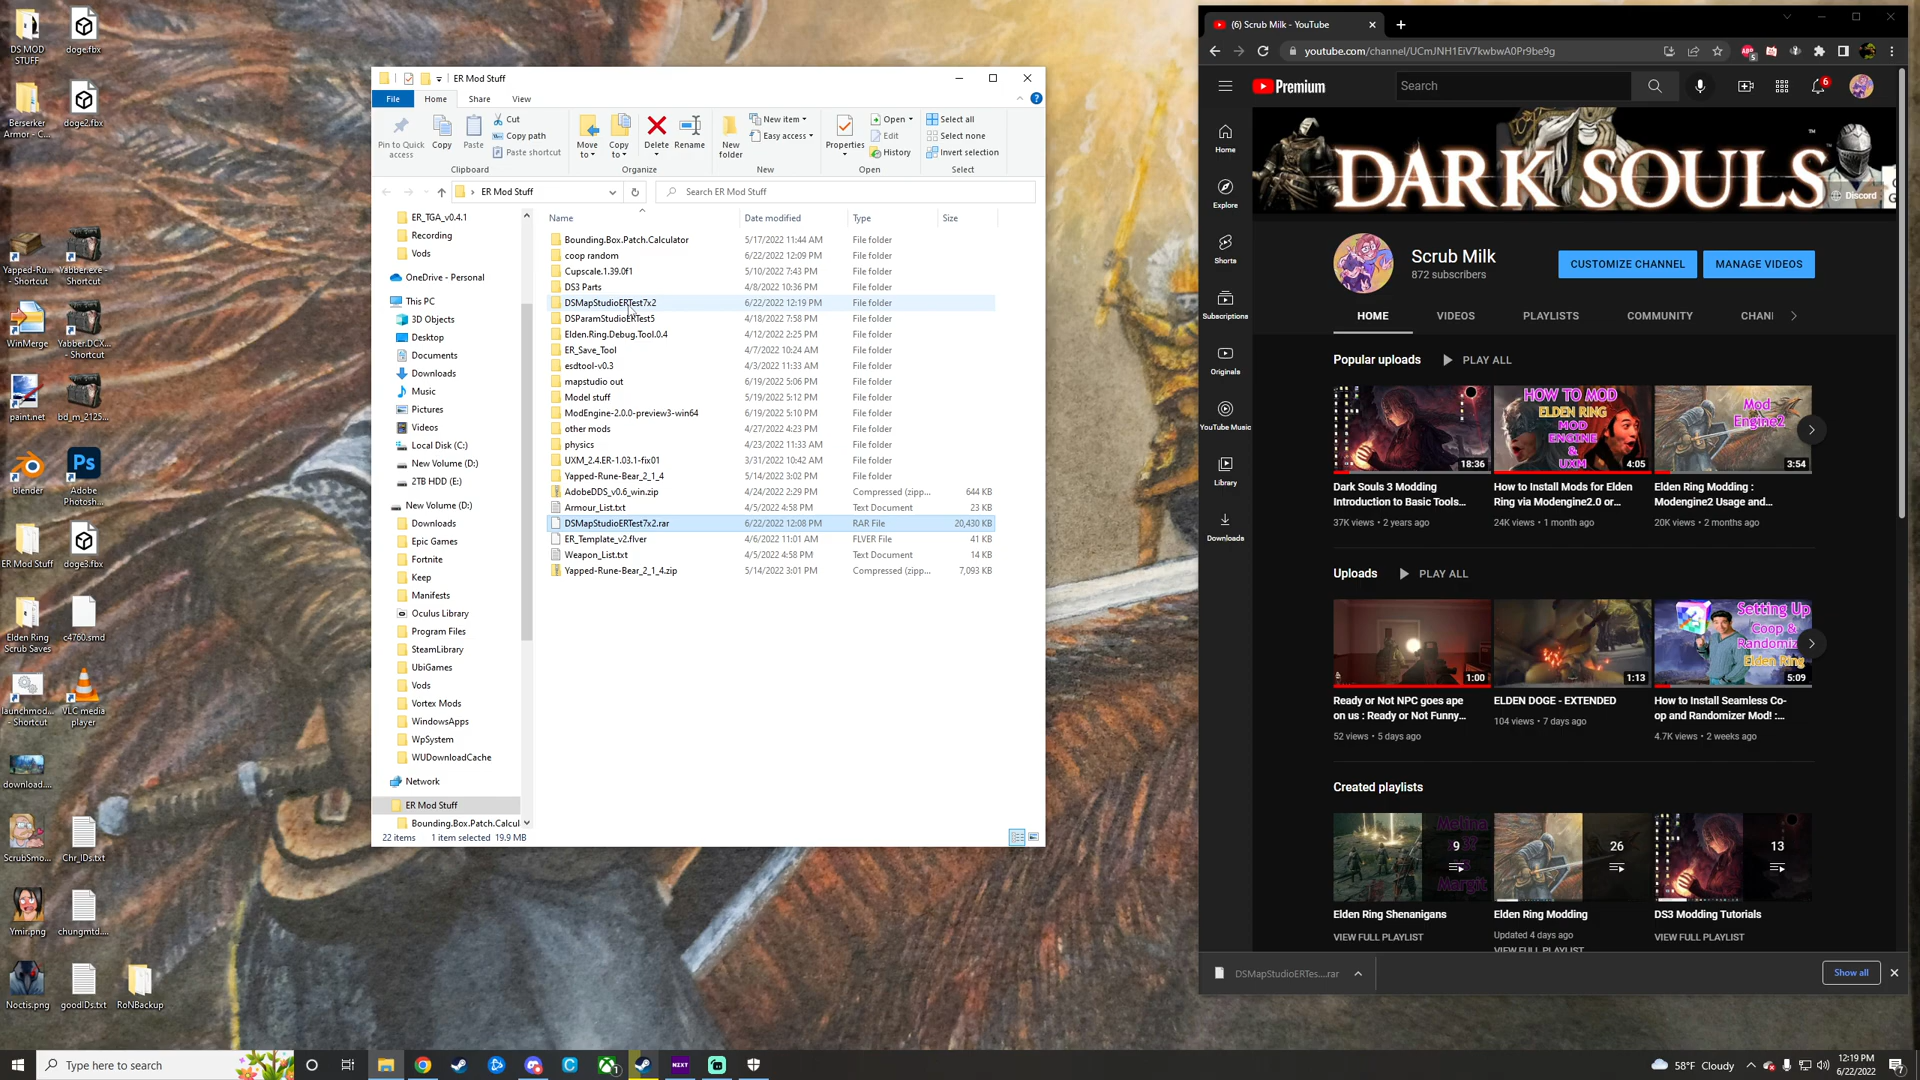 DS MOD
STUFF
doge.fbx
Berserker
Armor - C...
doge2.fbx
Yapped-Ru...
- Shortcut
Yabber.exe -
Shortcut
WinMerge
Yabber.DCX...
- Shortcut
paint.net
bd_m_2125...
blender
Adobe
Photosh...
ER Mod Stuff
doge3.fbx
Elden Ring
Scrub Saves
c4760.smd
launchmod...
- Shortcut
VLC media
player
download....
ScrubSmo...
Chr_IDs.txt
Ymir.png
chungmtd....
Noctis.png
goodIDs.txt
RoNBackup
ER Mod Stuff
File
Home
Share
View
Pin to Quick
access
Copy
Paste
Cut
Copy path
Paste shortcut
Clipboard
Move
to
Copy
to
Delete
Rename
Organize
New
folder
New item
Easy access
New
Properties
Open
Edit
History
Open
Select all
Select none
Invert selection
Select
ER Mod Stuff
Search ER Mod Stuff
ER_TGA_v0.4.1
Recording
Vods
OneDrive - Personal
This PC
3D Objects
Desktop
Documents
Downloads
Music
Pictures
Videos
Local Disk (C:)
New Volume (D:)
2TB HDD (E:)
New Volume (D:)
Downloads
Epic Games
Fortnite
Keep
Manifests
Oculus Library
Program Files
SteamLibrary
UbiGames
Vods
Vortex Mods
WindowsApps
WpSystem
WUDownloadCache
Network
ER Mod Stuff
Bounding.Box.Patch.Calcul
Name Date modified Type Size
Bounding.Box.Patch.Calculator 5/17/2022 11:44 AM File folder
coop random 6/22/2022 12:09 PM File folder
Cupscale.1.39.0f1 5/10/2022 7:43 PM File folder
DS3 Parts 4/8/2022 10:36 PM File folder
DSMapStudioERTest7x2 6/22/2022 12:19 PM File folder
DSParamStudioERTest5 4/18/2022 7:58 PM File folder
Elden.Ring.Debug.Tool.0.4 4/12/2022 2:25 PM File folder
ER_Save_Tool 4/7/2022 10:24 AM File folder
esdtool-v0.3 4/3/2022 11:33 AM File folder
mapstudio out 6/19/2022 5:06 PM File folder
Model stuff 5/19/2022 5:12 PM File folder
ModEngine-2.0.0-preview3-win64 6/19/2022 5:10 PM File folder
other mods 4/27/2022 4:23 PM File folder
physics 4/23/2022 11:33 AM File folder
UXM_2.4.ER-1.03.1-fix01 3/31/2022 10:42 AM File folder
Yapped-Rune-Bear_2_1_4 5/14/2022 3:02 PM File folder
AdobeDDS_v0.6_win.zip 4/24/2022 2:29 PM Compressed (zipp... 644 KB
Armour_List.txt 4/5/2022 4:58 PM Text Document 23 KB
DSMapStudioERTest7x2.rar 6/22/2022 12:08 PM RAR File 20,430 KB
ER_Template_v2.flver 4/6/2022 11:01 AM FLVER File 41 KB
Weapon_List.txt 4/5/2022 4:58 PM Text Document 14 KB
Yapped-Rune-Bear_2_1_4.zip 5/14/2022 3:01 PM Compressed (zipp... 7,093 KB
22 items 1 item selected 19.9 MB
(6) Scrub Milk - YouTube
youtube.com/channel/UCmJNH1EiV7kwbwA0Pr9be9g
5
Premium
Search
6
Home
Explore
Shorts
Subscriptions
Originals
YouTube Music
Library
Downloads
DARK SOULS
™
Discord
Scrub Milk
872 subscribers
CUSTOMIZE CHANNEL
MANAGE VIDEOS
HOME VIDEOS PLAYLISTS COMMUNITY CHANI
Popular uploads
PLAY ALL
18:36
HOW TO MOD
ELDEN RING
MOD
ENGINE
&
UXM
4:05
Mod
Engine2
3:54
Dark Souls 3 Modding
Introduction to Basic Tools...
37K views • 2 years ago
How to Install Mods for Elden
Ring via Modengine2.0 or...
24K views • 1 month ago
Elden Ring Modding :
Modengine2 Usage and...
20K views • 2 months ago
Uploads
PLAY ALL
1:00
1:13
Setting Up
Coop &
Randomiz
Elden Ring
5:09
Ready or Not NPC goes ape
on us : Ready or Not Funny...
52 views • 5 days ago
ELDEN DOGE - EXTENDED
104 views • 7 days ago
How to Install Seamless Co-
op and Randomizer Mod! :...
4.7K views • 2 weeks ago
Created playlists
Melina
Margit
9
26
13
Elden Ring Shenanigans
VIEW FULL PLAYLIST
Elden Ring Modding
Updated 4 days ago
VIEW FULL PLAYLIST
DS3 Modding Tutorials
VIEW FULL PLAYLIST
DSMapStudioERTes....rar
Show all
Type here to search
Ps
NEXT
1
58°F Cloudy
12:19 PM
6/22/2022
7